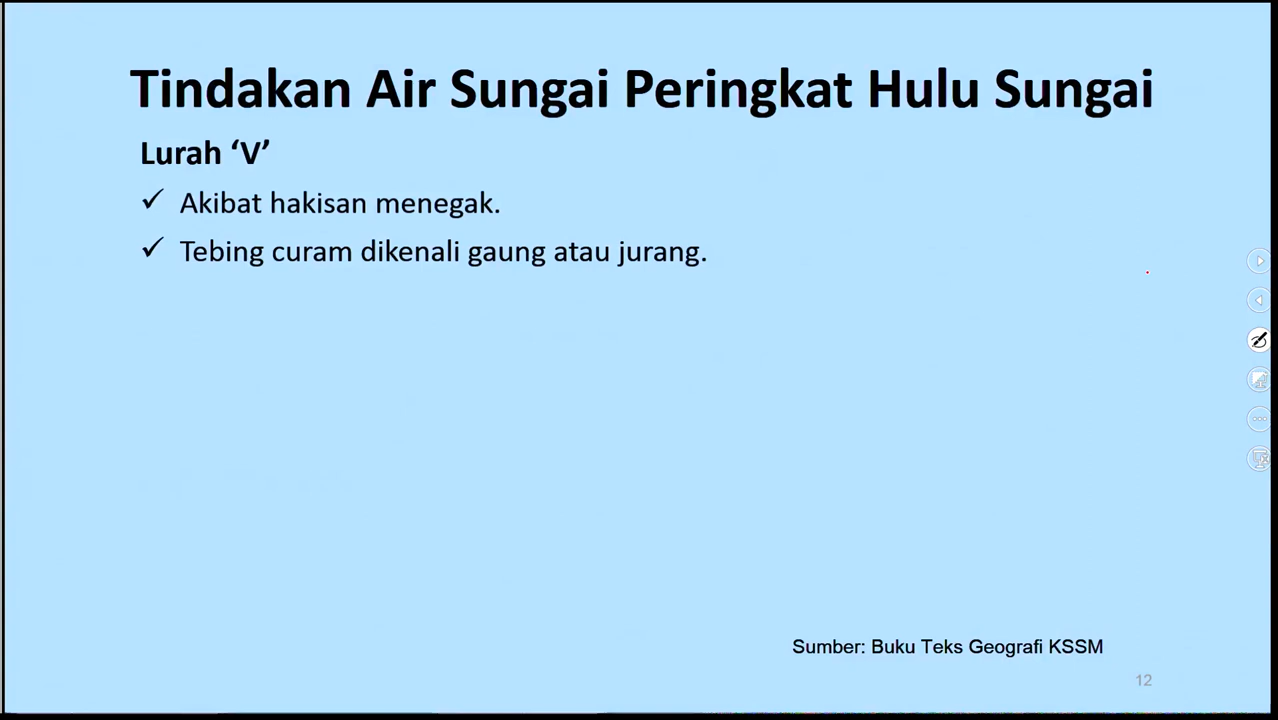 Tindakan Air Sungai Peringkat Hulu Sungai
Lurah ‘V’
✓ Akibat hakisan menegak.
✓ Tebing curam dikenali gaung atau jurang.
Sumber: Buku Teks Geografi KSSM
12